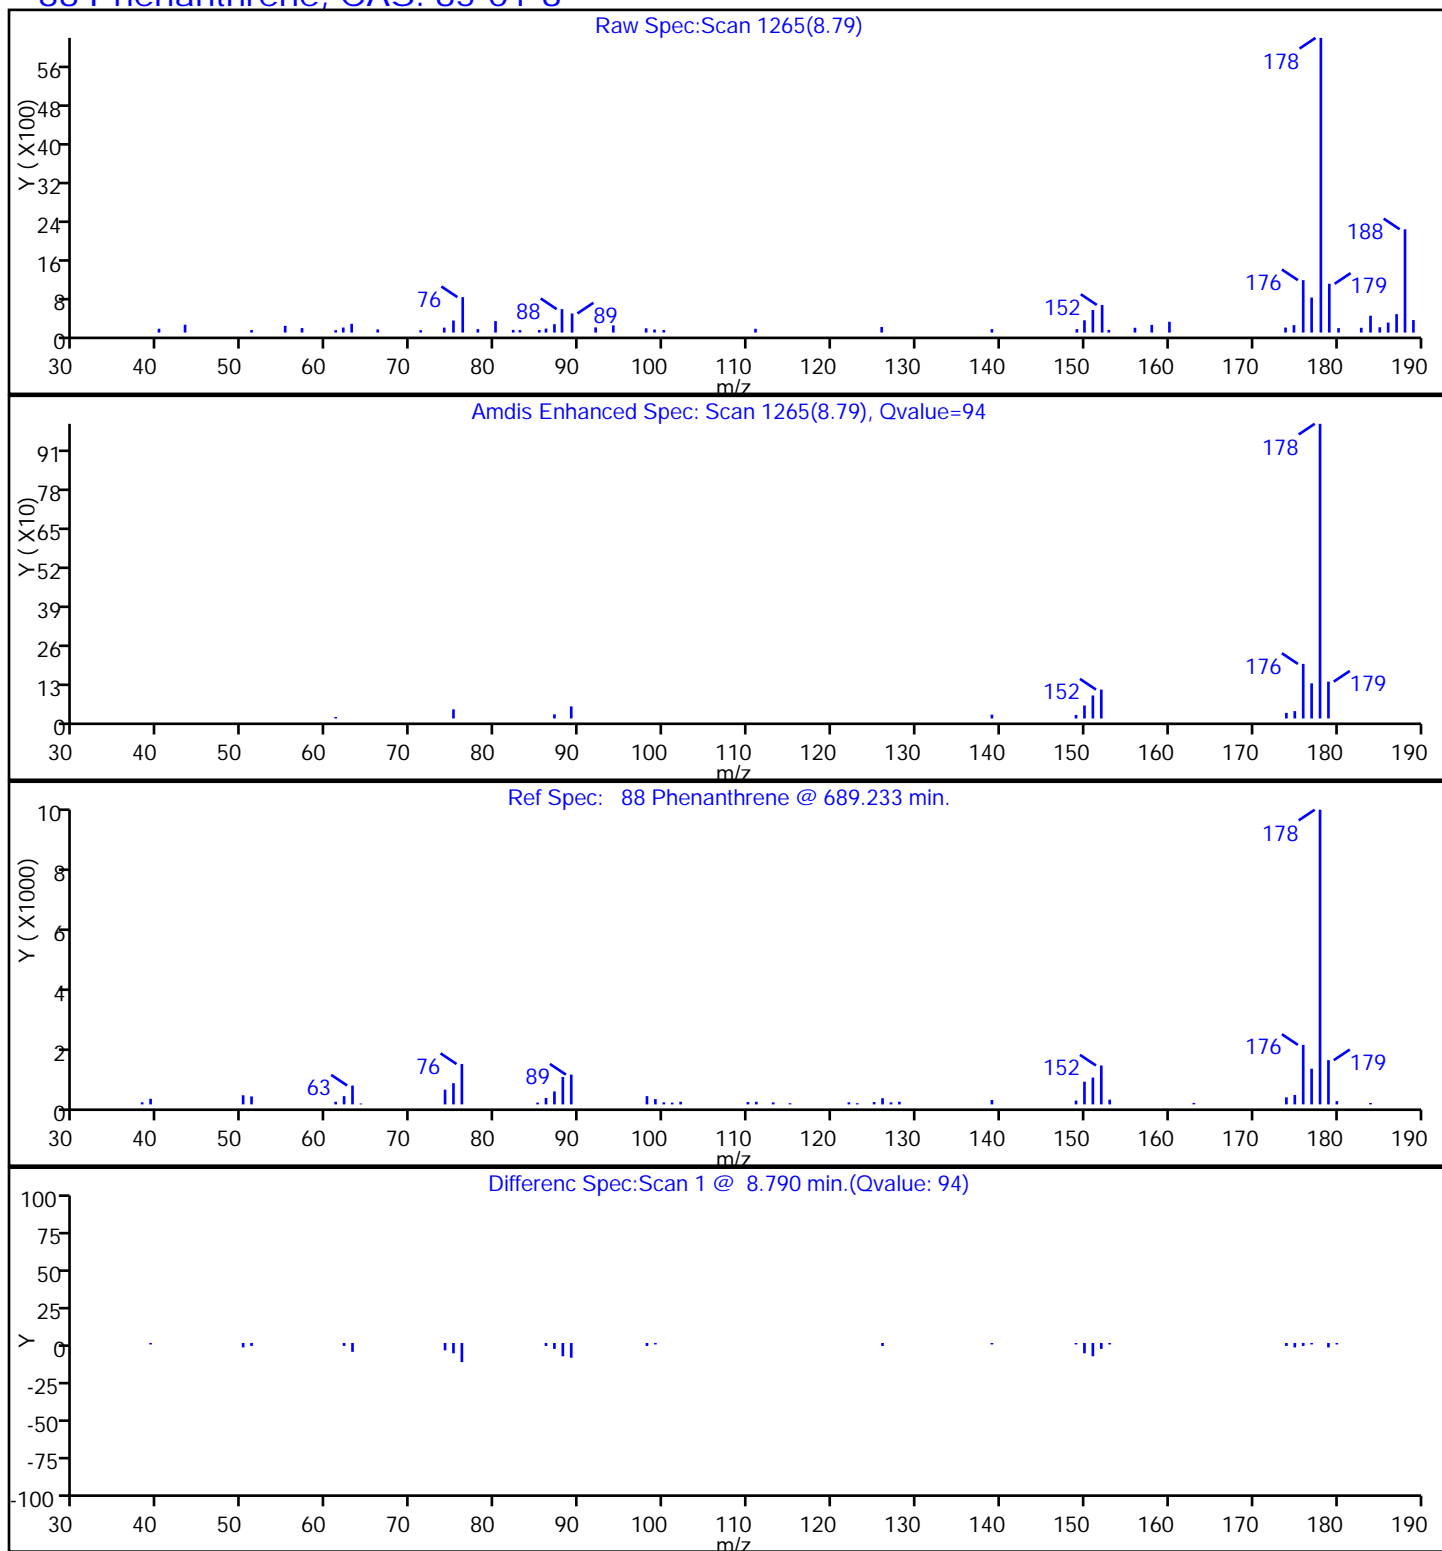 88 Phenanthrene, CAS: 85-01-8
Raw Spec:Scan 1265(8.79)
Y ( X100)
56
48
40
32
24
16
8
0
178
188
176
179
152
76
88
89
30 40 50 60 70 80 90 100 110 120 130 140 150 160 170 180 190
m/z
Amdis Enhanced Spec: Scan 1265(8.79), Qvalue=94
Y ( X10)
91
78
65
52
39
26
13
0
178
176
179
152
30 40 50 60 70 80 90 100 110 120 130 140 150 160 170 180 190
m/z
Ref Spec: 88 Phenanthrene @ 689.233 min.
Y ( X1000)
10
8
6
4
2
0
178
176
179
152
89
76
63
30 40 50 60 70 80 90 100 110 120 130 140 150 160 170 180 190
m/z
Differenc Spec:Scan 1 @ 8.790 min.(Qvalue: 94)
Y
100
75
50
25
0
-25
-50
-75
-100
30 40 50 60 70 80 90 100 110 120 130 140 150 160 170 180 190
m/z